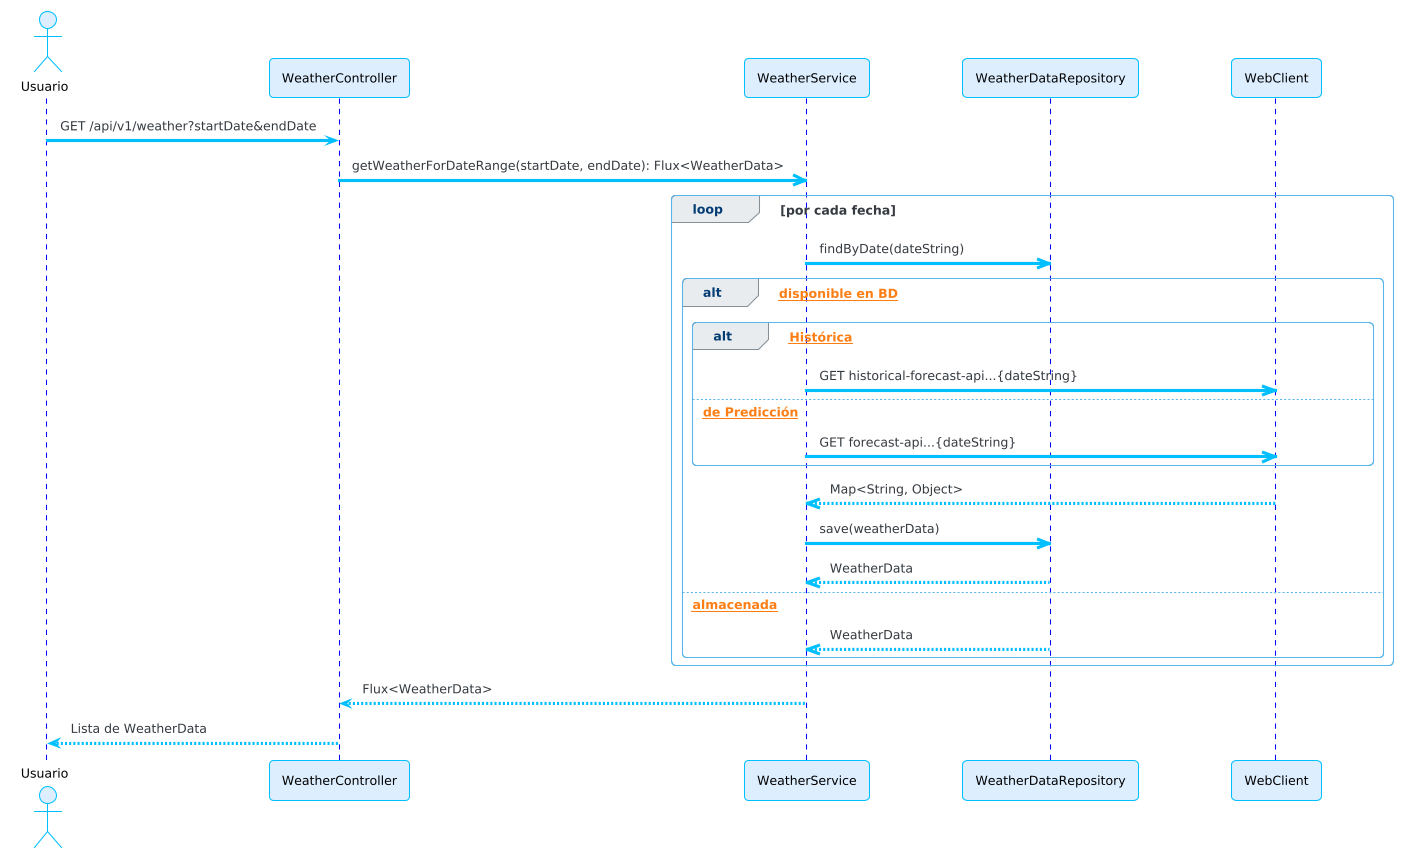 Usuario
WeatherController
WeatherService
WeatherDataRepository
WebClient
GET /api/v1/weather?startDate&endDate
getWeatherForDateRange(startDate, endDate): Flux<WeatherData>
loop
[por cada fecha]
findByDate(dateString)
alt
disponible en BD
alt
Histórica
GET historical-forecast-api...{dateString}
de Predicción
GET forecast-api...{dateString}
Map<String, Object>
save(weatherData)
WeatherData
almacenada
WeatherData
Flux<WeatherData>
Lista de WeatherData
Usuario
WeatherController
WeatherService
WeatherDataRepository
WebClient